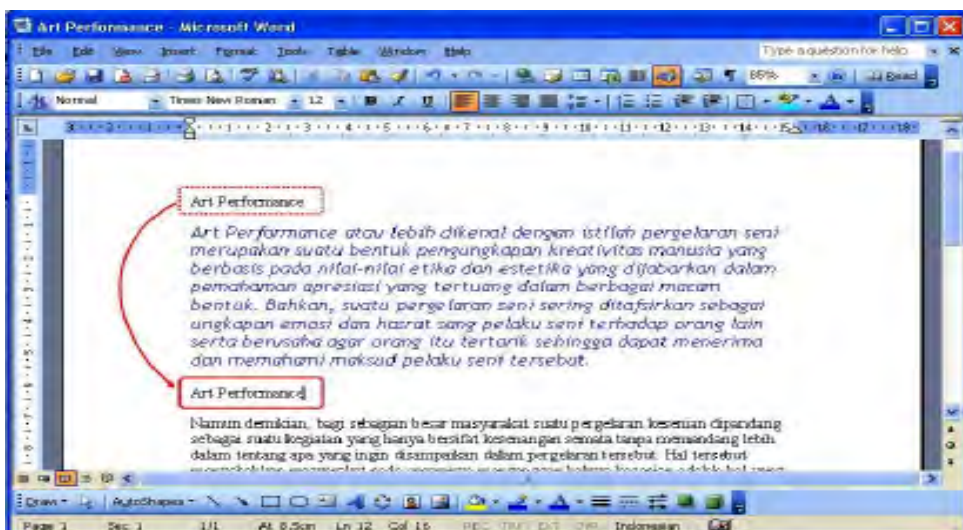 Art Performance - Microsoft Word
File Edit View Insert Format Tools Table Window Help Type a question for help
85% Read
Normal Times New Roman 12 B I U
Art Performance
Art Performance atau lebih dikenal dengan istilah pergelaran seni
merupakan suatu bentuk pengungkapan kreativitas manusia yang
berbasis pada nilai-nilai etika dan estetika yang dijabarkan dalam
pemahaman apresiasi yang tertuang dalam berbagai macam
bentuk. Bahkan, suatu pergelaran seni sering ditafsirkan sebagai
ungkapan emosi dan hasrat sang pelaku seni terhadap orang lain
serta berusaha agar orang itu tertarik sehingga dapat menerima
dan memahami maksud pelaku seni tersebut.
Art Performance
Namun demikian, bagi sebagian besar masyarakat suatu pergelaran kesenian dipandang
sebagai suatu kegiatan yang hanya bersifat kesenangan semata tanpa memandang lebih
dalam tentang apa yang ingin disampaikan dalam pergelaran tersebut. Hal tersebut
Draw AutoShapes
Page 1 Sec 1 1/1 At 8.5cm Ln 12 Col 16 REC TRK EXT OVR Indonesian